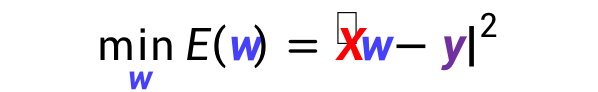 min E(w) = Xw− y|²
w